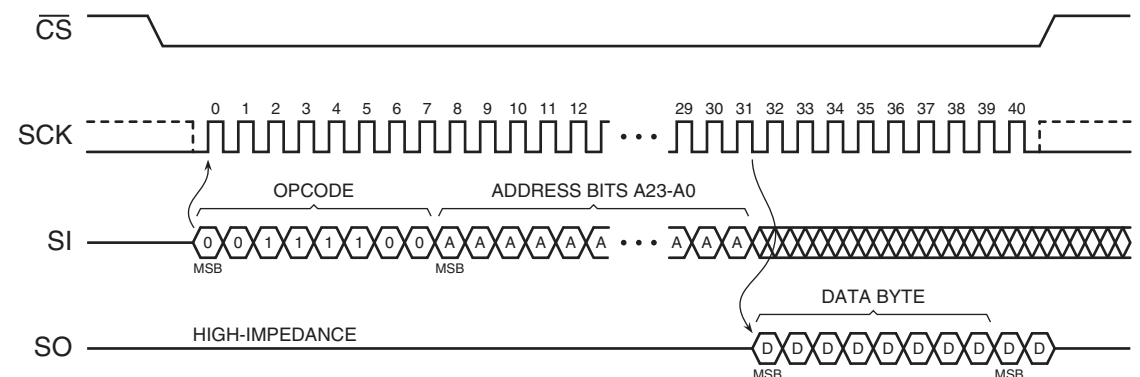 CS
0 1 2 3 4 5 6 7 8 9 10 11 12 29 30 31 32 33 34 35 36 37 38 39 40
SCK
OPCODE ADDRESS BITS A23-A0
SI 0 0 1 1 1 1 0 0 A A A A A A A A A
MSB MSB
DATA BYTE
HIGH-IMPEDANCE
SO D D D D D D D D D D
MSB MSB